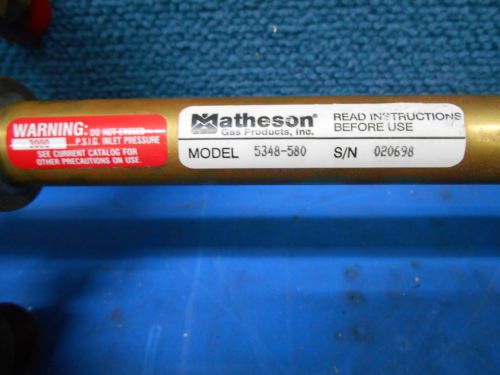 WARNING: DO NOT EXCEED
3000 P.S.I.G. INLET PRESSURE
SEE CURRENT CATALOG FOR
OTHER PRECAUTIONS ON USE.
Matheson®
Gas Products, Inc.
READ INSTRUCTIONS
BEFORE USE
MODEL 5348-580 S/N 020698